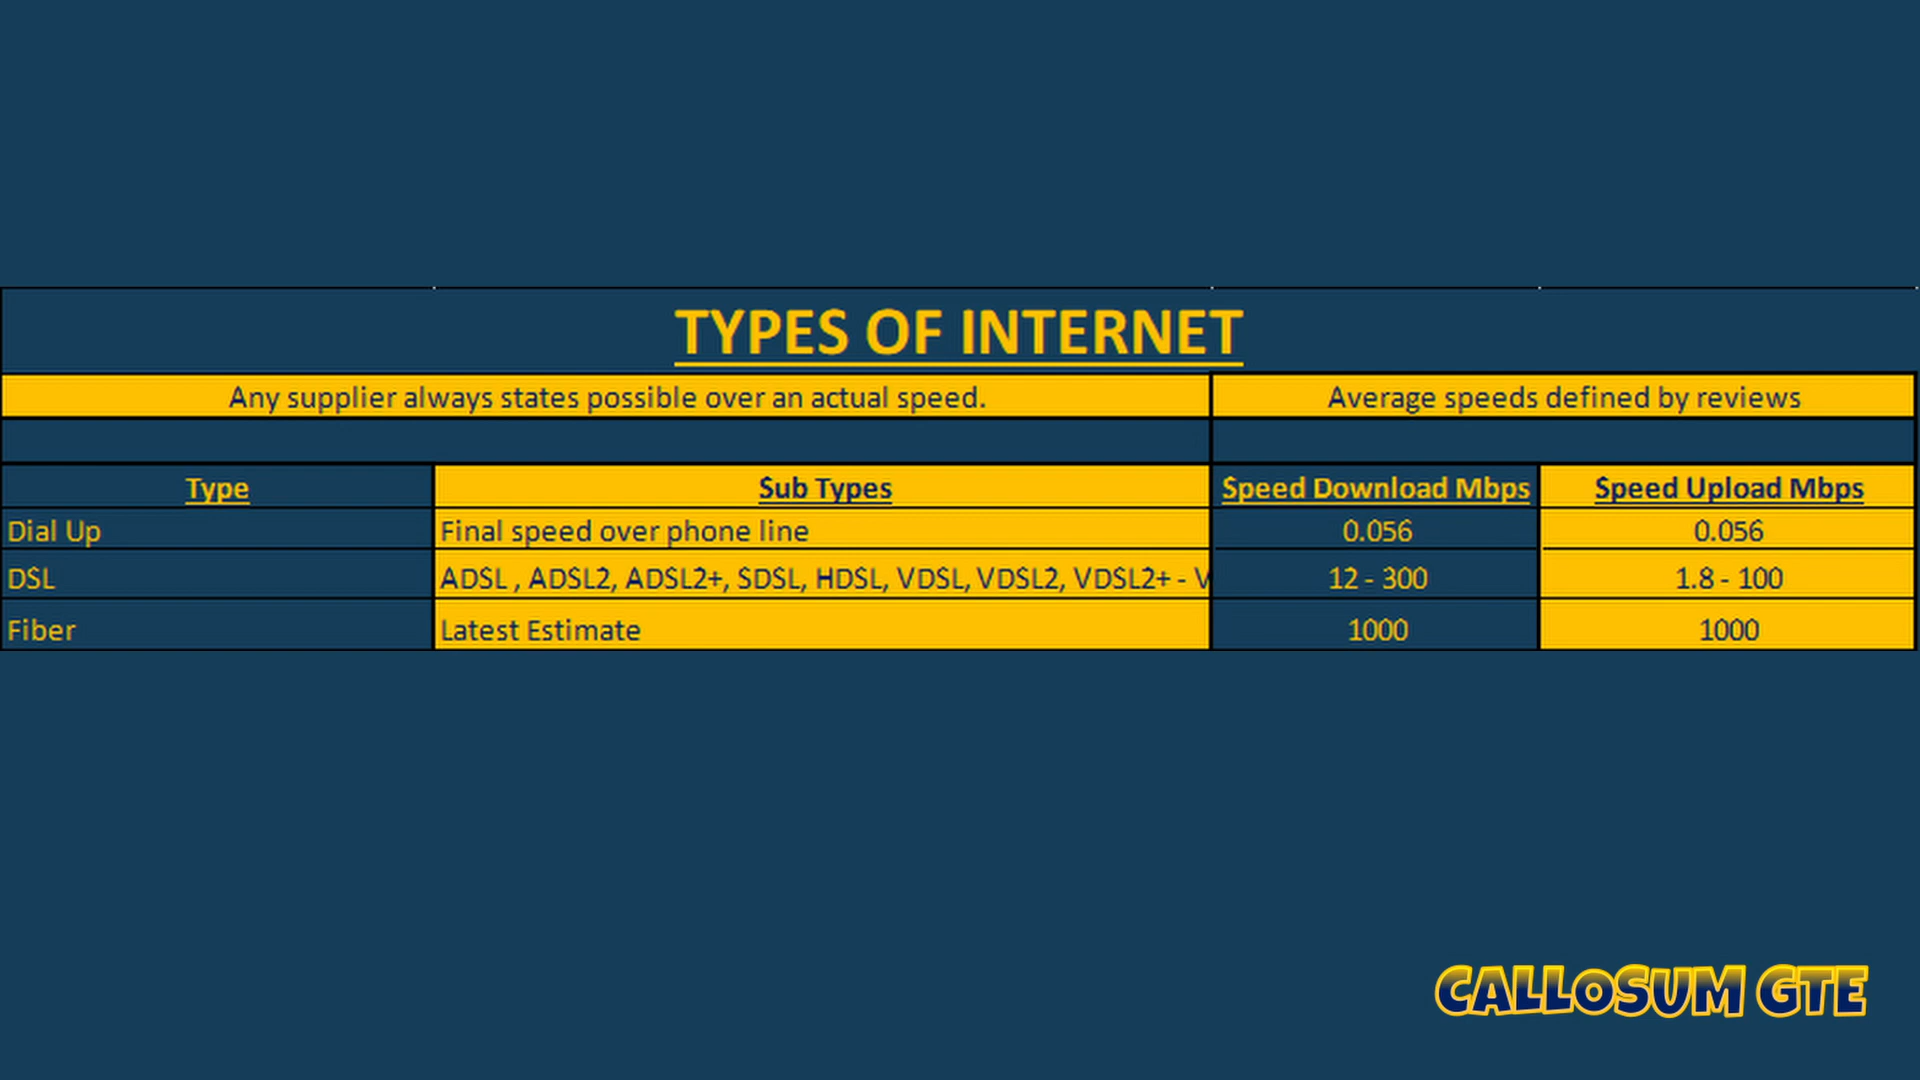 TYPES OF INTERNET
Any supplier always states possible over an actual speed. Average speeds defined by reviews
Type Sub Types Speed Download Mbps Speed Upload Mbps
Dial Up Final speed over phone line 0.056 0.056
DSL ADSL , ADSL2, ADSL2+, SDSL, HDSL, VDSL, VDSL2, VDSL2+ - 12 - 300 1.8 - 100
Fiber Latest Estimate 1000 1000
CALLOSUM GTE